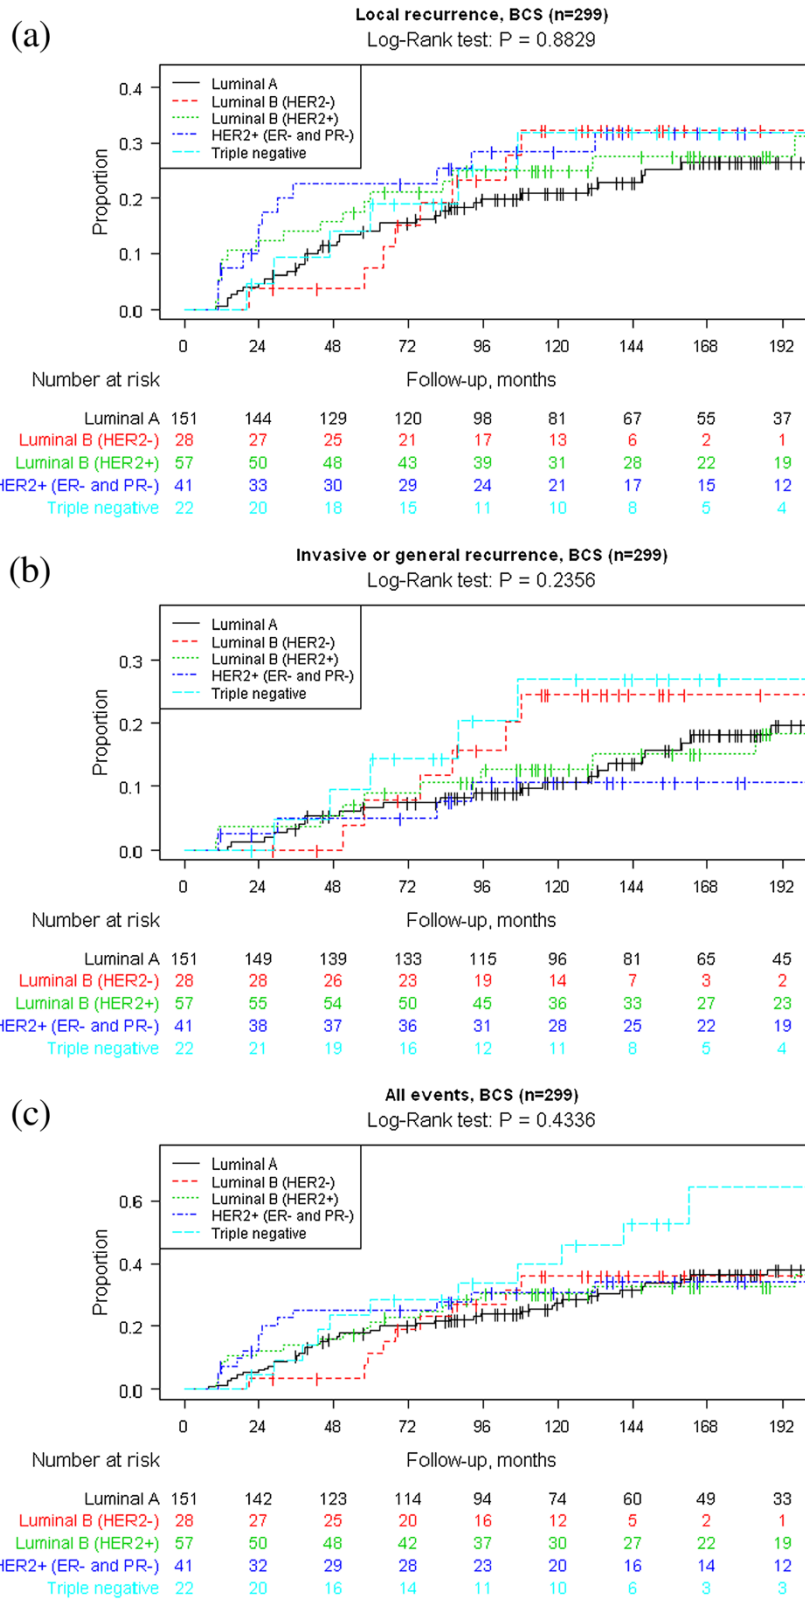 (a)
Local recurrence, BCS (n=299)
Log-Rank test: P = 0.8829
Luminal A
Luminal B (HER2-)
Luminal B (HER2+)
HER2+ (ER- and PR-)
Triple negative
Proportion
0.4
0.3
0.2
0.1
0.0
0 24 48 72 96 120 144 168 192
Number at risk Follow-up, months
Luminal A 151 144 129 120 98 81 67 55 37
Luminal B (HER2-) 28 27 25 21 17 13 6 2 1
Luminal B (HER2+) 57 50 48 43 39 31 28 22 19
HER2+ (ER- and PR-) 41 33 30 29 24 21 17 15 12
Triple negative 22 20 18 15 11 10 8 5 4
(b)
Invasive or general recurrence, BCS (n=299)
Log-Rank test: P = 0.2356
Luminal A
Luminal B (HER2-)
Luminal B (HER2+)
HER2+ (ER- and PR-)
Triple negative
Proportion
0.3
0.2
0.1
0.0
0 24 48 72 96 120 144 168 192
Number at risk Follow-up, months
Luminal A 151 149 139 133 115 96 81 65 45
Luminal B (HER2-) 28 28 26 23 19 14 7 3 2
Luminal B (HER2+) 57 55 54 50 45 36 33 27 23
HER2+ (ER- and PR-) 41 38 37 36 31 28 25 22 19
Triple negative 22 21 19 16 12 11 8 5 4
(c)
All events, BCS (n=299)
Log-Rank test: P = 0.4336
Luminal A
Luminal B (HER2-)
Luminal B (HER2+)
HER2+ (ER- and PR-)
Triple negative
Proportion
0.6
0.4
0.2
0.0
0 24 48 72 96 120 144 168 192
Number at risk Follow-up, months
Luminal A 151 142 123 114 94 74 60 49 33
Luminal B (HER2-) 28 27 25 20 16 12 5 2 1
Luminal B (HER2+) 57 50 48 42 37 30 27 22 19
HER2+ (ER- and PR-) 41 32 29 28 23 20 16 14 12
Triple negative 22 20 16 14 11 10 6 3 3